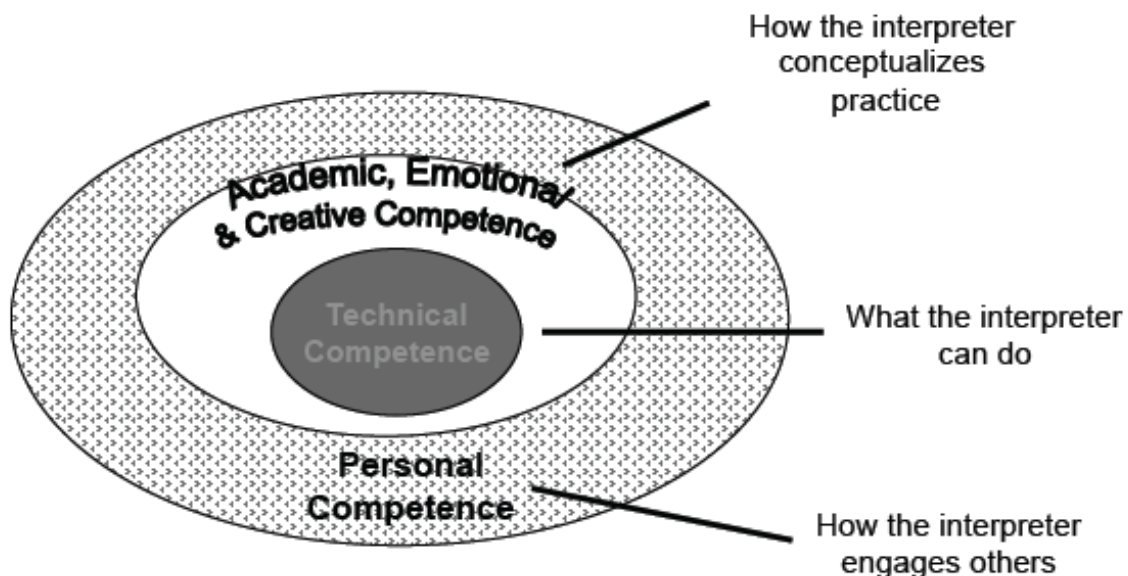 How the interpreter
conceptualizes
practice
Academic, Emotional
& Creative Competence
Technical
Competence
What the interpreter
can do
Personal
Competence
How the interpreter
engages others